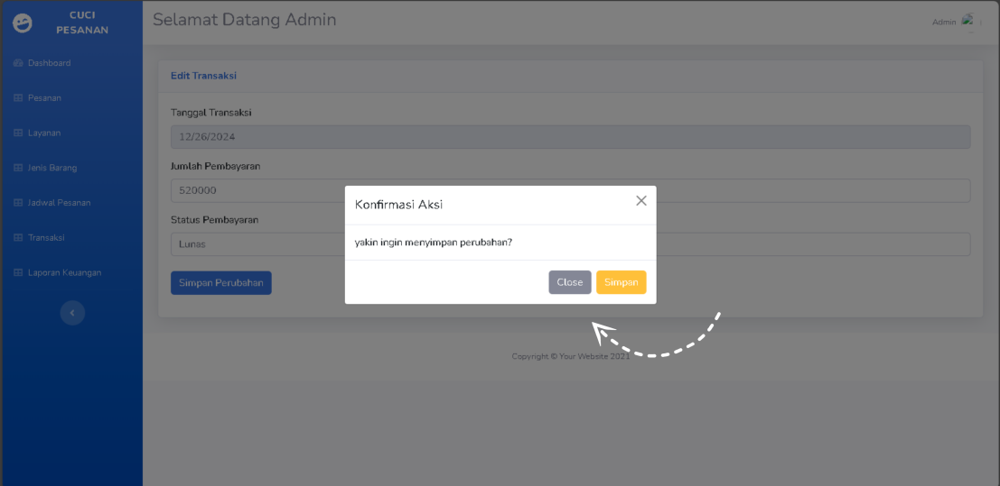 CUCI
PESANAN
Selamat Datang Admin
Admin
Dashboard
Pesanan
Layanan
Jenis Barang
Jadwal Pesanan
Transaksi
Laporan Keuangan
Edit Transaksi
Tanggal Transaksi
12/26/2024
Jumlah Pembayaran
520000
Status Pembayaran
Lunas
Simpan Perubahan
Konfirmasi Aksi
yakin ingin menyimpan perubahan?
Close
Simpan
Copyright © Your Website 2021